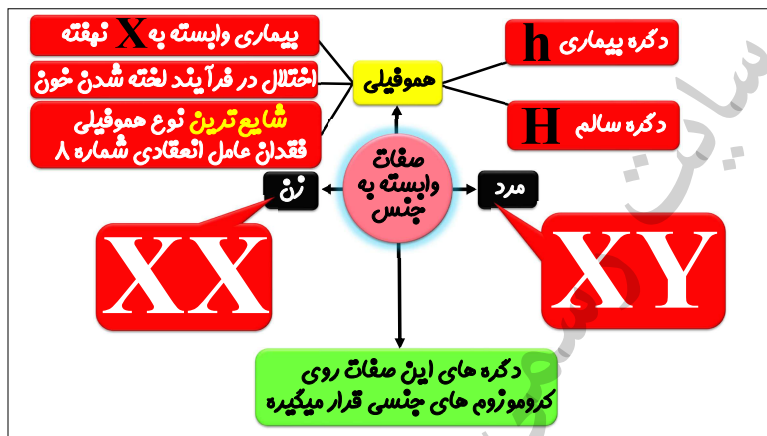 بیماری وابسته به X نهفته
اختلال در فرآیند لخته شدن خون
شایع ترین نوع هموفیلی
فقدان عامل انعقادی شماره ۸
هموفیلی
دگره بیماری h
دگره سالم H
صفات
وابسته به
جنس
زن
مرد
XX
XY
دگره های این صفات روی
کروموزوم های جنسی قرار میگیره
سایت رسمی